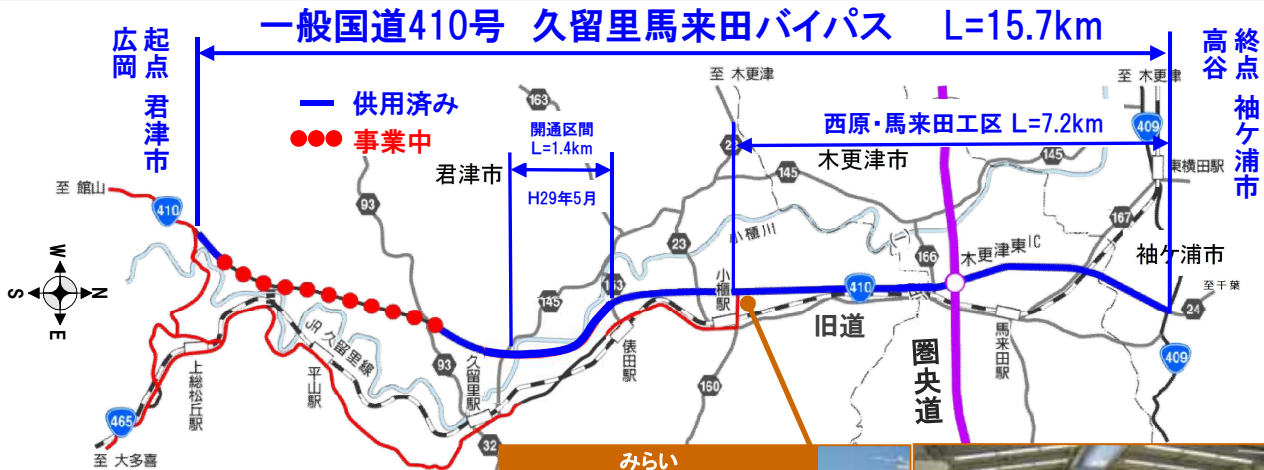 一般国道410号 久留里馬来田バイパス L=15.7km
起点 君津市
広岡
終点 袖ケ浦市
高谷
供用済み
事業中
開通区間
L=1.4km
H29年5月
西原・馬来田工区 L=7.2km
至 木更津
至 木更津
409
163
君津市
木更津市
145
145
東横田駅
至 館山
410
93
167
23
小櫃川
166
木更津東IC
袖ケ浦市
W
S
N
E
145
小櫃駅
410
至千葉
24
旧道
JR 久留里線
93
久留里駅
俵田駅
圏央道
馬来田駅
409
上総松丘駅
平山駅
160
465
至 大多喜
32
みらい